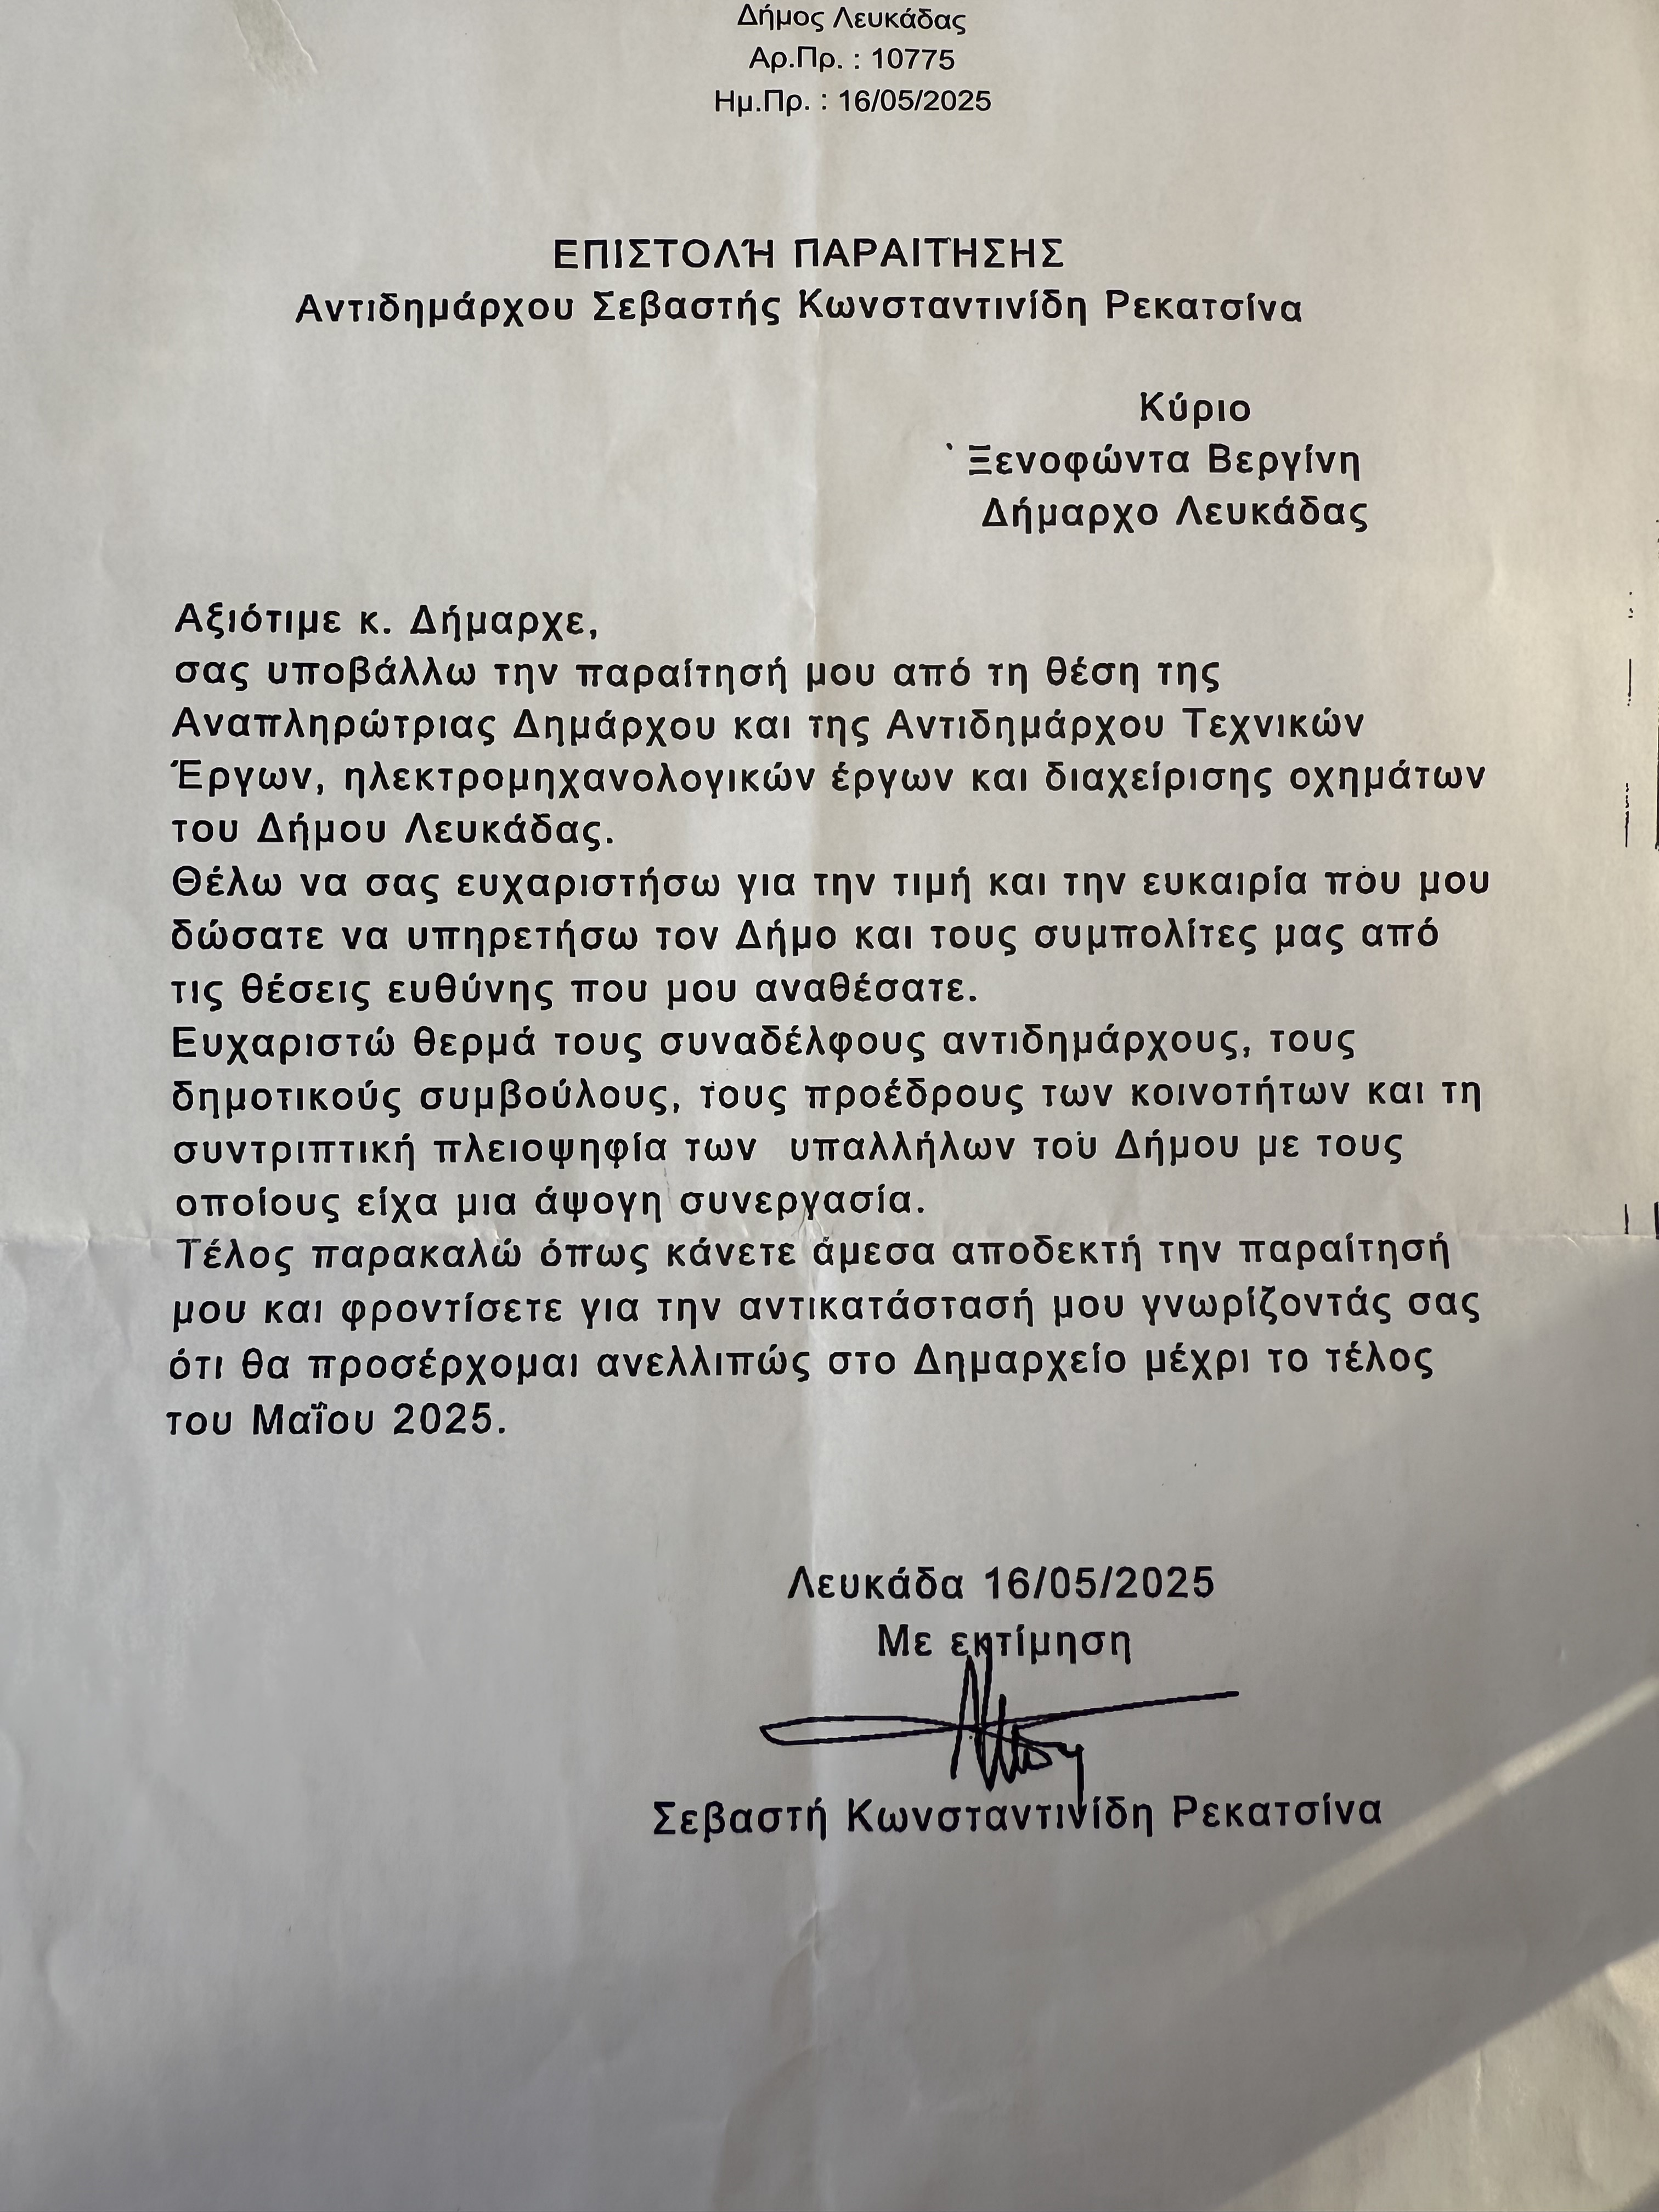 Δήμος Λευκάδας
Αρ.Πρ. : 10775
Ημ.Πρ. : 16/05/2025
ΕΠΙΣΤΟΛΉ ΠΑΡΑΙΤΗΣΗΣ
Αντιδημάρχου Σεβαστής Κωνσταντινίδη Ρεκατσίνα
Κύριο
Ξενοφώντα Βεργίνη
Δήμαρχο Λευκάδας
Αξιότιμε κ. Δήμαρχε,
σας υποβάλλω την παραίτησή μου από τη θέση της
Αναπληρώτριας Δημάρχου και της Αντιδημάρχου Τεχνικών
Έργων, ηλεκτρομηχανολογικών έργων και διαχείρισης οχημάτων
του Δήμου Λευκάδας.
Θέλω να σας ευχαριστήσω για την τιμή και την ευκαιρία που μου
δώσατε να υπηρετήσω τον Δήμο και τους συμπολίτες μας από
τις θέσεις ευθύνης που μου αναθέσατε.
Ευχαριστώ θερμά τους συναδέλφους αντιδημάρχους, τους
δημοτικούς συμβούλους, τους προέδρους των κοινοτήτων και τη
συντριπτική πλειοψηφία των υπαλλήλων του Δήμου με τους
οποίους είχα μια άψογη συνεργασία.
Τέλος παρακαλώ όπως κάνετε άμεσα αποδεκτή την παραίτησή
μου και φροντίσετε για την αντικατάστασή μου γνωρίζοντάς σας
ότι θα προσέρχομαι ανελλιπώς στο Δημαρχείο μέχρι το τέλος
του Μαΐου 2025.
Λευκάδα 16/05/2025
Με εκτίμηση
Σεβαστή Κωνσταντινίδη Ρεκατσίνα